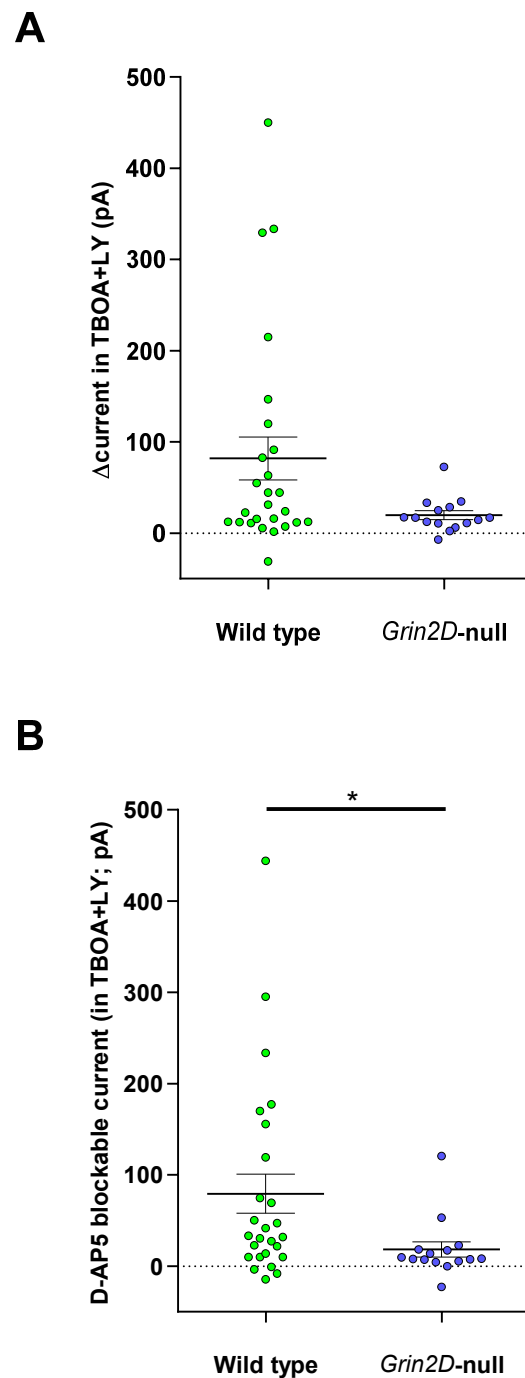 A
Δcurrent in TBOA+LY (pA)
500
400
300
200
100
0
Wild type
Grin2D-null
B
D-AP5 blockable current (in TBOA+LY; pA)
*
500
400
300
200
100
0
Wild type
Grin2D-null